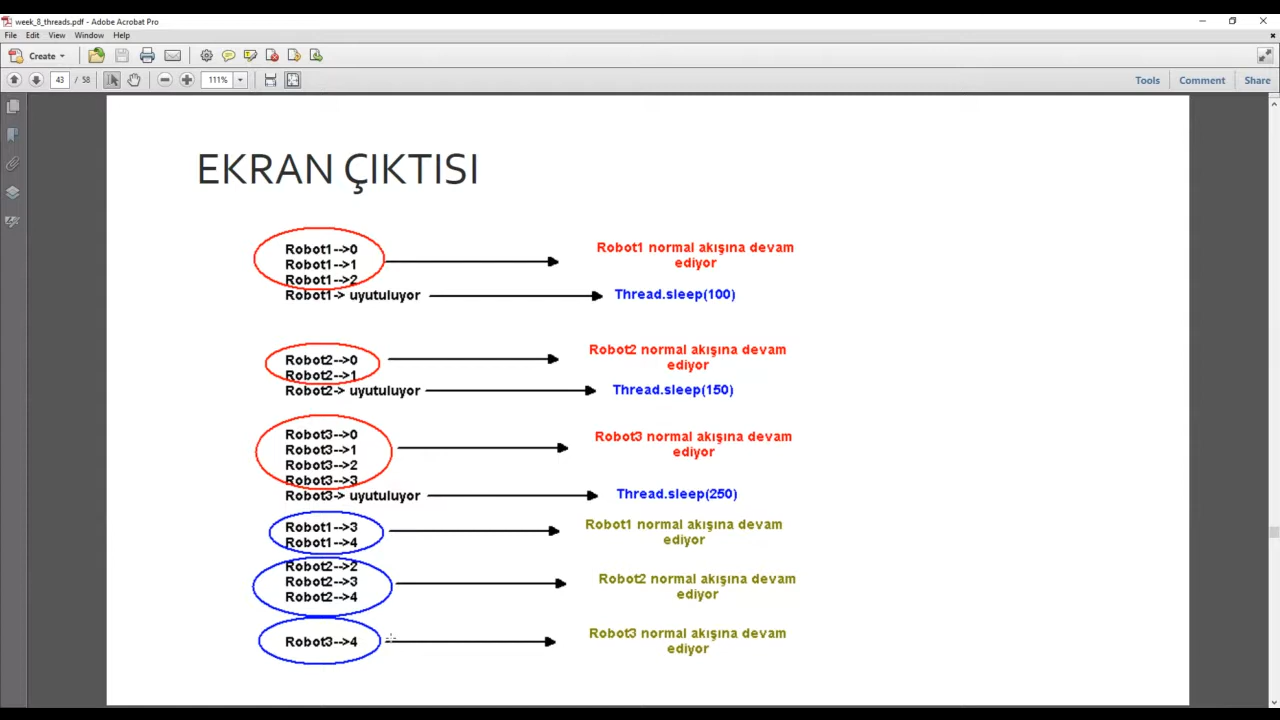 week_8_threads.pdf - Adobe Acrobat Pro
File Edit View Window Help
Create
43 / 58 111% Tools Comment Share
EKRAN ÇIKTISI
Robot1-->0
Robot1-->1
Robot1-->2
Robot1-> uyutuluyor
Robot1 normal akışına devam
ediyor
Thread.sleep(100)
Robot2-->0
Robot2-->1
Robot2-> uyutuluyor
Robot2 normal akışına devam
ediyor
Thread.sleep(150)
Robot3-->0
Robot3-->1
Robot3-->2
Robot3-->3
Robot3-> uyutuluyor
Robot3 normal akışına devam
ediyor
Thread.sleep(250)
Robot1-->3
Robot1-->4
Robot1 normal akışına devam
ediyor
Robot2-->2
Robot2-->3
Robot2-->4
Robot2 normal akışına devam
ediyor
Robot3-->4
Robot3 normal akışına devam
ediyor